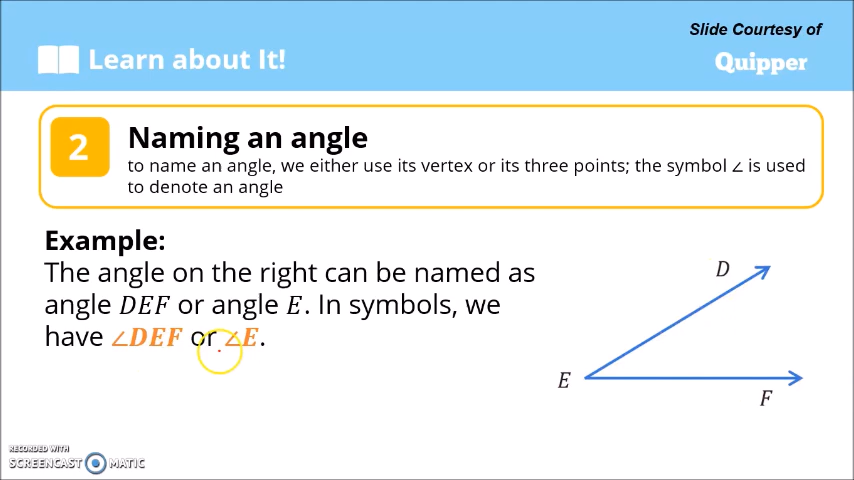 Slide Courtesy of
Learn about It!
Quipper
2
Naming an angle
to name an angle, we either use its vertex or its three points; the symbol ∠ is used
to denote an angle
Example:
The angle on the right can be named as
angle DEF or angle E. In symbols, we
have ∠DEF or ∠E.
D
E
F
RECORDED WITH
SCREENCAST MATIC